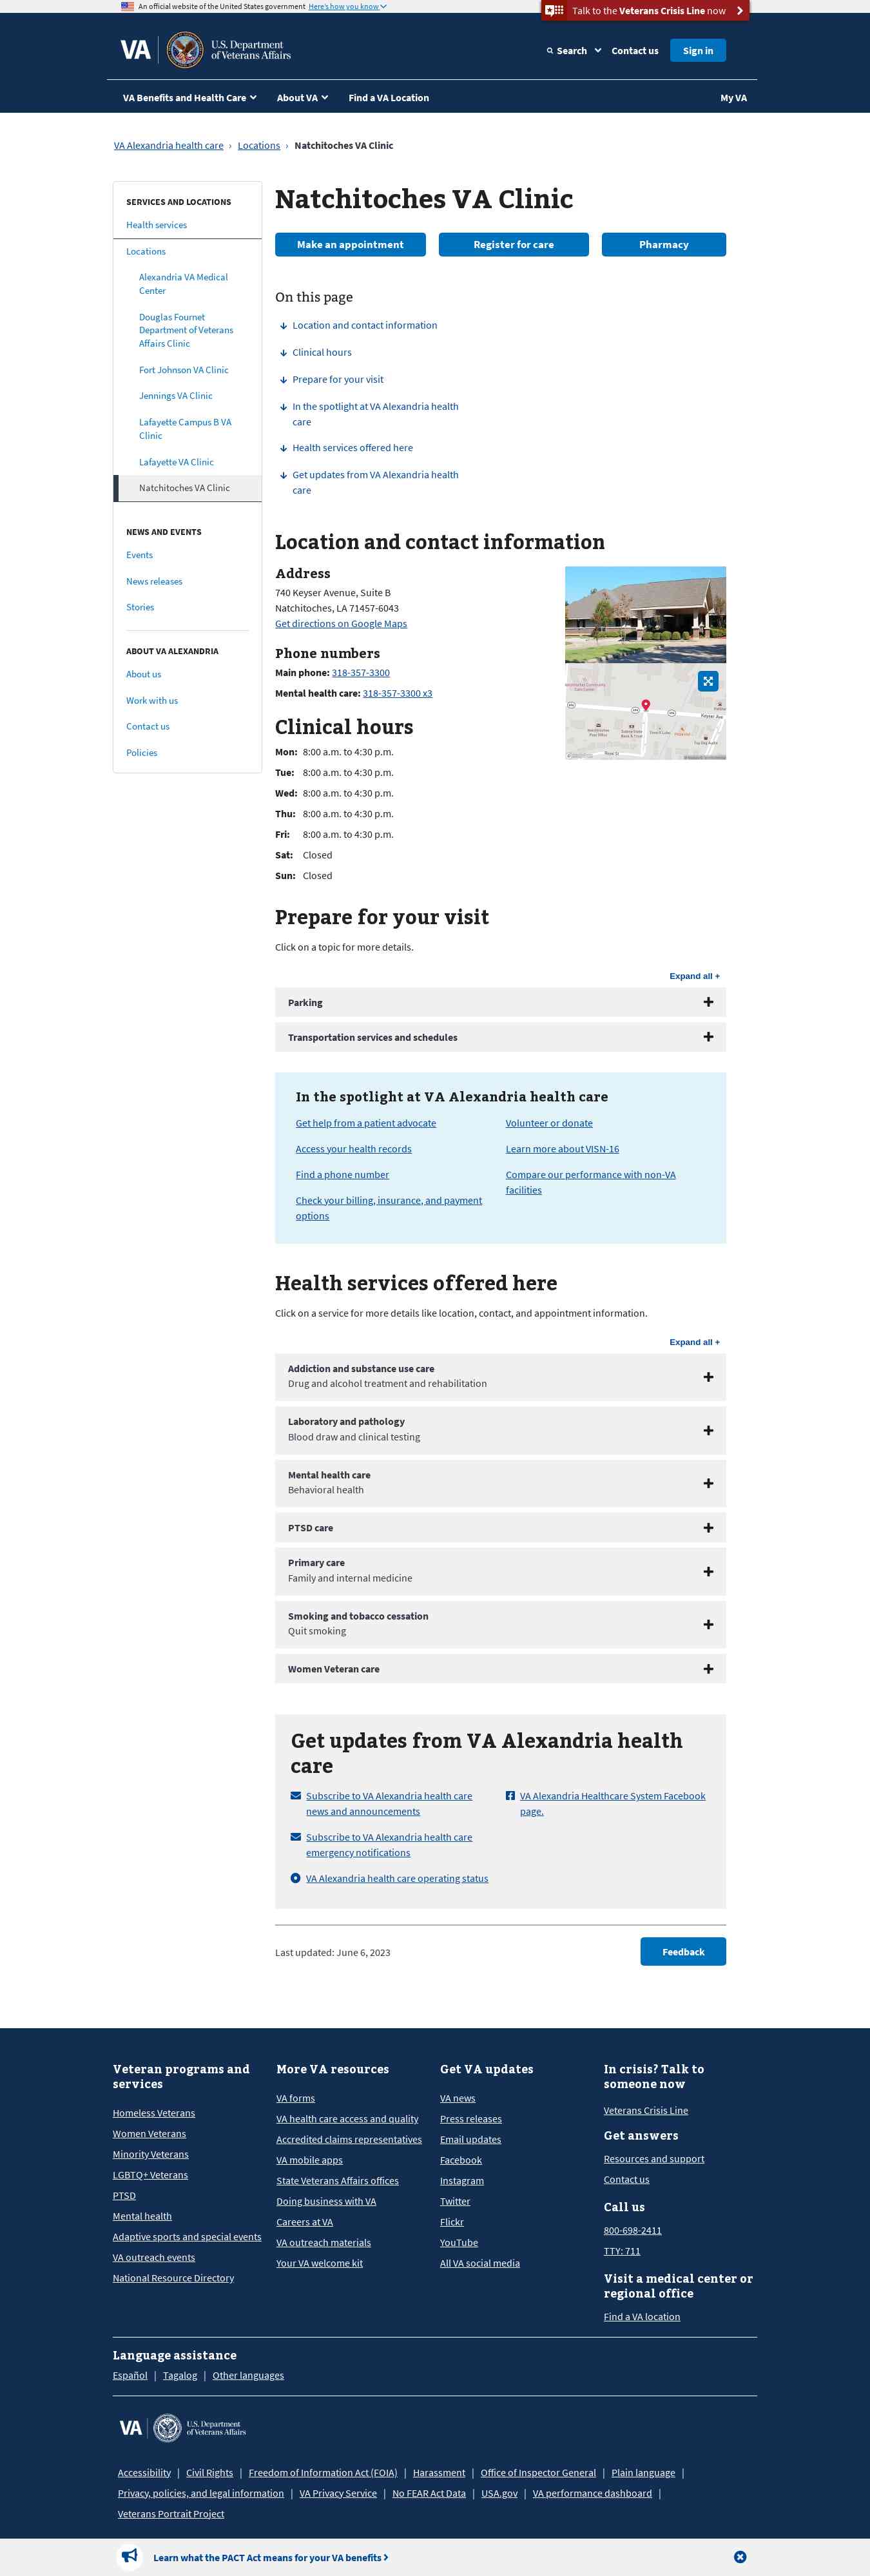 An official website of the United States government Here's how you know
Talk to the Veterans Crisis Line now
VA
U.S. Department
of Veterans Affairs
Search
Contact us
Sign in
VA Benefits and Health Care
About VA
Find a VA Location
My VA
VA Alexandria health care › Locations › Natchitoches VA Clinic
SERVICES AND LOCATIONS
Health services
Locations
Alexandria VA Medical
Center
Douglas Fournet
Department of Veterans
Affairs Clinic
Fort Johnson VA Clinic
Jennings VA Clinic
Lafayette Campus B VA
Clinic
Lafayette VA Clinic
Natchitoches VA Clinic
NEWS AND EVENTS
Events
News releases
Stories
ABOUT VA ALEXANDRIA
About us
Work with us
Contact us
Policies
Natchitoches VA Clinic
Make an appointment
Register for care
Pharmacy
On this page
Location and contact information
Clinical hours
Prepare for your visit
In the spotlight at VA Alexandria health
care
Health services offered here
Get updates from VA Alexandria health
care
Location and contact information
Address
740 Keyser Avenue, Suite B
Natchitoches, LA 71457-6043
Get directions on Google Maps
Phone numbers
Main phone: 318-357-3300
Mental health care: 318-357-3300 x3
Keyser Ave
Clinical hours
Mon: 8:00 a.m. to 4:30 p.m.
Tue: 8:00 a.m. to 4:30 p.m.
Wed: 8:00 a.m. to 4:30 p.m.
Thu: 8:00 a.m. to 4:30 p.m.
Fri: 8:00 a.m. to 4:30 p.m.
Sat: Closed
Sun: Closed
Prepare for your visit
Click on a topic for more details.
Expand all +
Parking
Transportation services and schedules
In the spotlight at VA Alexandria health care
Get help from a patient advocate
Access your health records
Find a phone number
Check your billing, insurance, and payment
options
Volunteer or donate
Learn more about VISN-16
Compare our performance with non-VA
facilities
Health services offered here
Click on a service for more details like location, contact, and appointment information.
Expand all +
Addiction and substance use care
Drug and alcohol treatment and rehabilitation
Laboratory and pathology
Blood draw and clinical testing
Mental health care
Behavioral health
PTSD care
Primary care
Family and internal medicine
Smoking and tobacco cessation
Quit smoking
Women Veteran care
Get updates from VA Alexandria health
care
Subscribe to VA Alexandria health care
news and announcements
Subscribe to VA Alexandria health care
emergency notifications
VA Alexandria health care operating status
VA Alexandria Healthcare System Facebook
page.
Last updated: June 6, 2023
Feedback
Veteran programs and
services
Homeless Veterans
Women Veterans
Minority Veterans
LGBTQ+ Veterans
PTSD
Mental health
Adaptive sports and special events
VA outreach events
National Resource Directory
More VA resources
VA forms
VA health care access and quality
Accredited claims representatives
VA mobile apps
State Veterans Affairs offices
Doing business with VA
Careers at VA
VA outreach materials
Your VA welcome kit
Get VA updates
VA news
Press releases
Email updates
Facebook
Instagram
Twitter
Flickr
YouTube
All VA social media
In crisis? Talk to
someone now
Veterans Crisis Line
Get answers
Resources and support
Contact us
Call us
800-698-2411
TTY: 711
Visit a medical center or
regional office
Find a VA location
Language assistance
Español | Tagalog | Other languages
VA
U.S. Department
of Veterans Affairs
Accessibility | Civil Rights | Freedom of Information Act (FOIA) | Harassment | Office of Inspector General | Plain language |
Privacy, policies, and legal information | VA Privacy Service | No FEAR Act Data | USA.gov | VA performance dashboard |
Veterans Portrait Project
Learn what the PACT Act means for your VA benefits